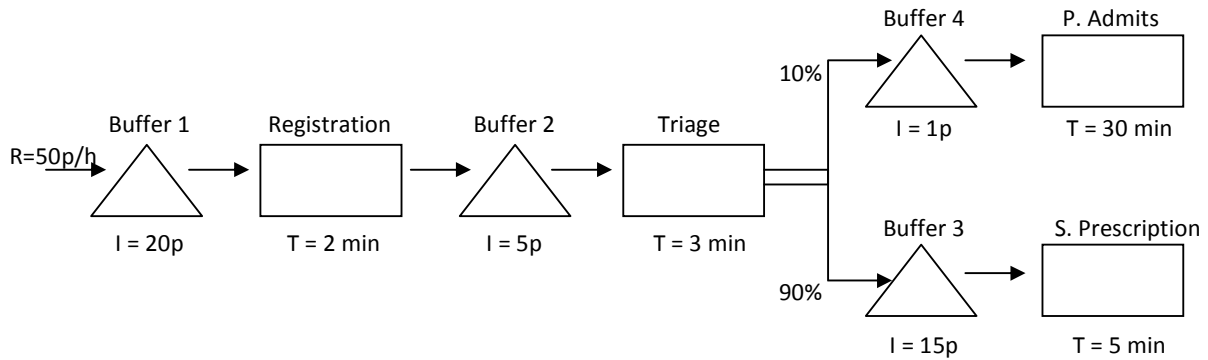 Buffer 4
P. Admits
10%
I = 1p
T = 30 min
Buffer 1
Registration
Buffer 2
Triage
R=50p/h
I = 20p
T = 2 min
I = 5p
T = 3 min
Buffer 3
S. Prescription
90%
I = 15p
T = 5 min